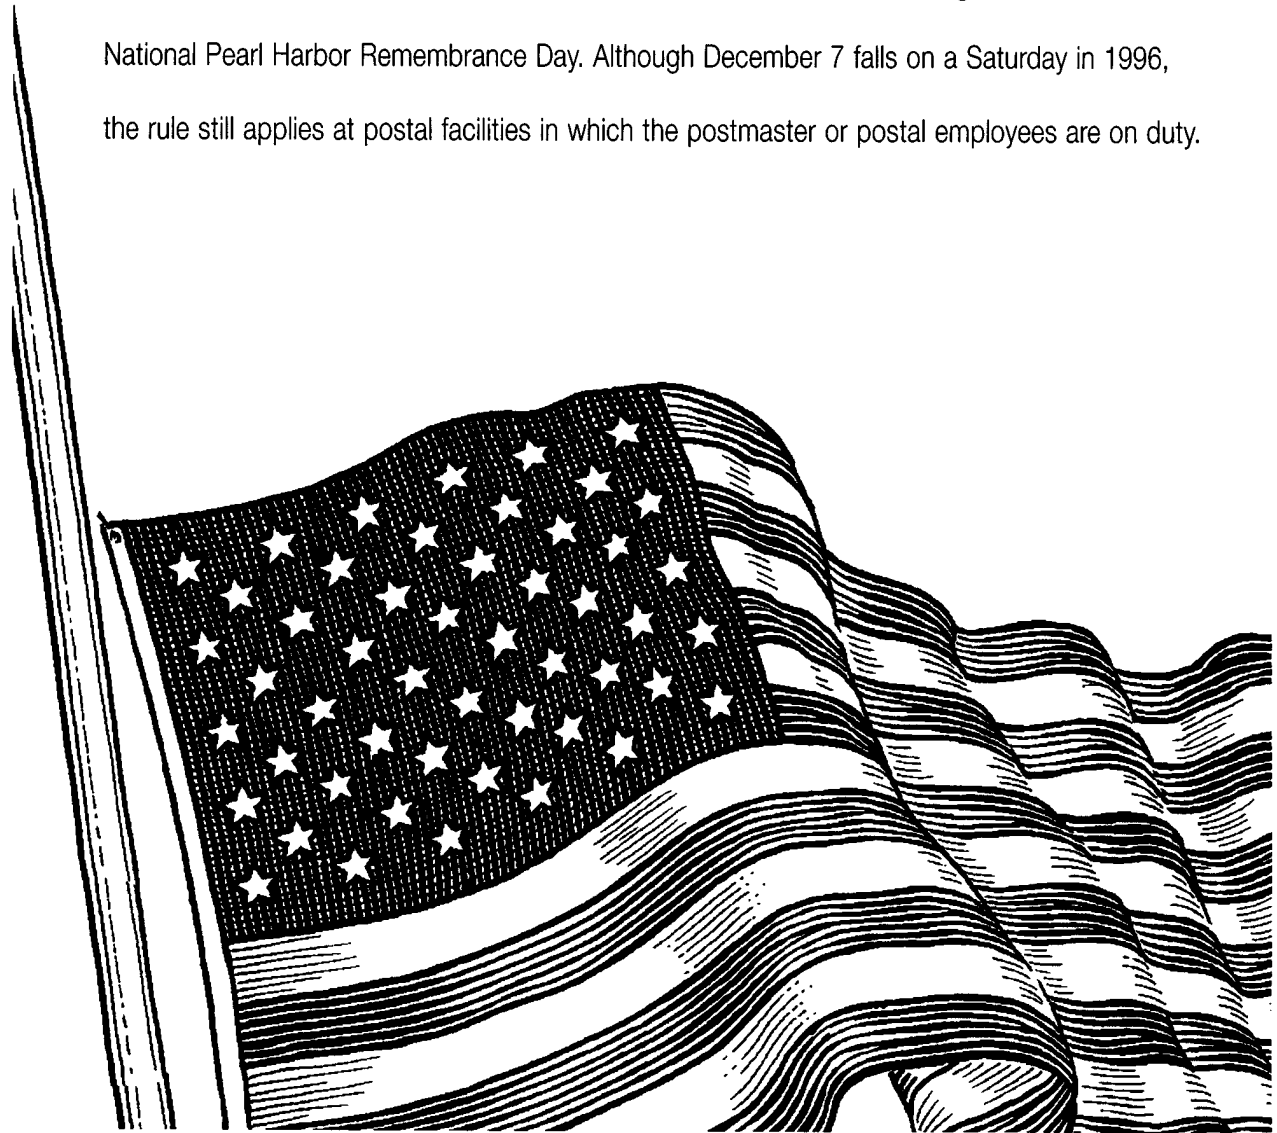 National Pearl Harbor Remembrance Day. Although December 7 falls on a Saturday in 1996,
the rule still applies at postal facilities in which the postmaster or postal employees are on duty.